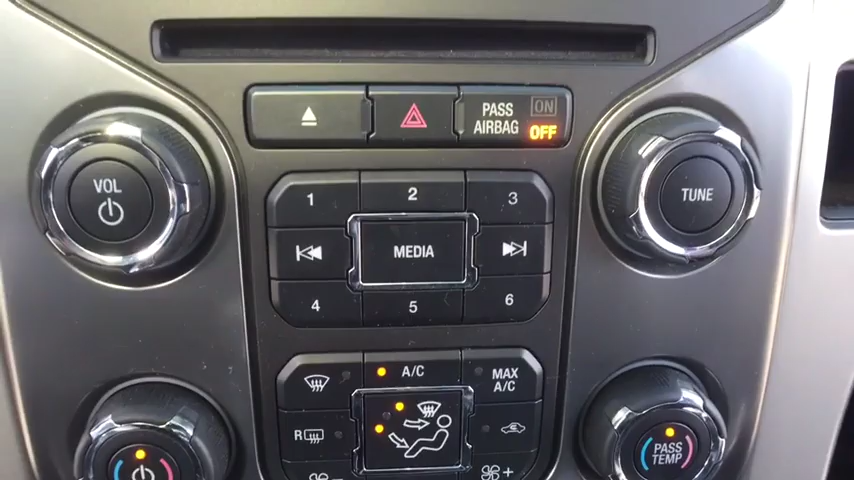 PASS AIRBAG
ON
OFF
VOL
TUNE
1
2
3
MEDIA
4
5
6
A/C
MAX
A/C
R
PASS
TEMP
-
+